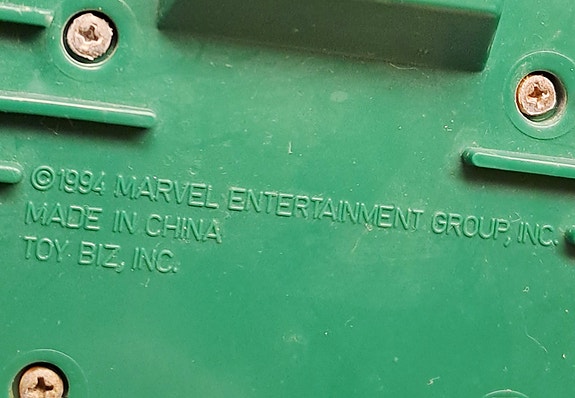 ©1994 MARVEL ENTERTAINMENT GROUP, INC.
MADE IN CHINA
TOY BIZ, INC.